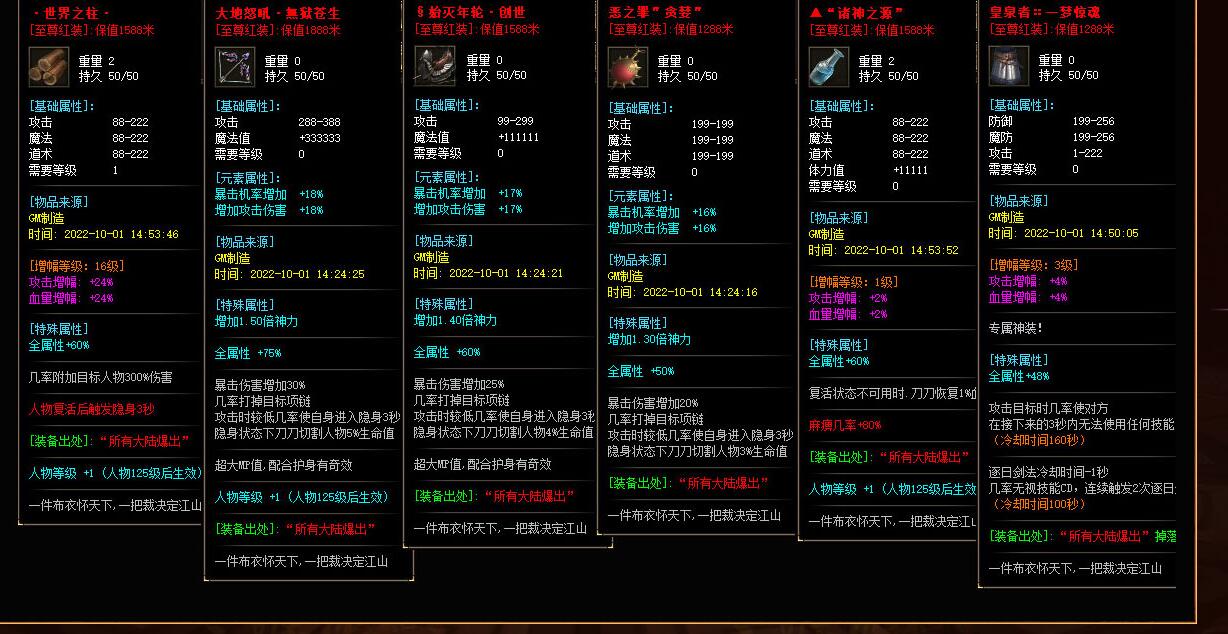 ·世界之柱·
[至尊红装]:保值1588米
重量 2
持久 50/50
[基础属性]:
攻击 88-222
魔法 88-222
道术 88-222
需要等级 1
[物品来源]
GM制造
时间: 2022-10-01 14:53:46
[增幅等级: 16级]
攻击增幅: +24%
血量增幅: +24%
[特殊属性]
全属性+60%
几率附加目标人物300%伤害
人物复活后触发隐身3秒
[装备出处]:“所有大陆爆出”
人物等级 +1 (人物125级后生效)
一件布衣怀天下,一把裁决定江山
大地怒吼·無獄苍生
[至尊红装]:保值1888米
重量 0
持久 50/50
[基础属性]:
攻击 288-388
魔法值 +333333
需要等级 0
[元素属性]:
暴击机率增加 +18%
增加攻击伤害 +18%
[物品来源]
GM制造
时间: 2022-10-01 14:24:25
[特殊属性]
增加1.50倍神力
全属性 +75%
暴击伤害增加30%
几率打掉目标项链
攻击时较低几率使自身进入隐身3秒
隐身状态下刀刀切割人物5%生命值
超大MP值,配合护身有奇效
人物等级 +1 (人物125级后生效)
[装备出处]:“所有大陆爆出”
一件布衣怀天下,一把裁决定江山
§始灭年轮·创世
[至尊红装]:保值1588米
重量 0
持久 50/50
[基础属性]:
攻击 99-299
魔法值 +111111
需要等级 0
[元素属性]:
暴击机率增加 +17%
增加攻击伤害 +17%
[物品来源]
GM制造
时间: 2022-10-01 14:24:21
[特殊属性]
增加1.40倍神力
全属性 +60%
暴击伤害增加25%
几率打掉目标项链
攻击时较低几率使自身进入隐身3秒
隐身状态下刀刀切割人物4%生命值
超大MP值,配合护身有奇效
[装备出处]:“所有大陆爆出”
一件布衣怀天下,一把裁决定江山
恶之罪”贪婪”
[至尊红装]:保值1288米
重量 0
持久 50/50
[基础属性]:
攻击 199-199
魔法 199-199
道术 199-199
需要等级 0
[元素属性]:
暴击机率增加 +16%
增加攻击伤害 +16%
[物品来源]
GM制造
时间: 2022-10-01 14:24:16
[特殊属性]
增加1.30倍神力
全属性 +50%
暴击伤害增加20%
几率打掉目标项链
攻击时较低几率使自身进入隐身3秒
隐身状态下刀刀切割人物3%生命值
[装备出处]:“所有大陆爆出”
一件布衣怀天下,一把裁决定江山
▲“诸神之源”
[至尊红装]:保值1588米
重量 2
持久 50/50
[基础属性]:
攻击 88-222
魔法 88-222
道术 88-222
体力值 +11111
需要等级 0
[物品来源]
GM制造
时间: 2022-10-01 14:53:52
[增幅等级: 1级]
攻击增幅: +2%
血量增幅: +2%
[特殊属性]
全属性+60%
复活状态不可用时.刀刀恢复1%
麻痹几率+80%
[装备出处]:“所有大陆爆出”
人物等级 +1 (人物125级后生效
一件布衣怀天下,一把裁决定江
皇泉者::一梦惊魂
[至尊红装]:保值1288米
重量 0
持久 50/50
[基础属性]:
防御 199-256
魔防 199-256
攻击 1-222
需要等级 0
[物品来源]
GM制造
时间: 2022-10-01 14:50:05
[增幅等级: 3级]
攻击增幅: +4%
血量增幅: +4%
专属神装!
[特殊属性]
全属性+48%
攻击目标时几率使对方
在接下来的3秒内无法使用任何技能
(冷却时间160秒)
逐日剑法冷却时间-1秒
几率无视技能CD,连续触发2次逐日
(冷却时间100秒)
[装备出处]:“所有大陆爆出”掉落
一件布衣怀天下,一把裁决定江山